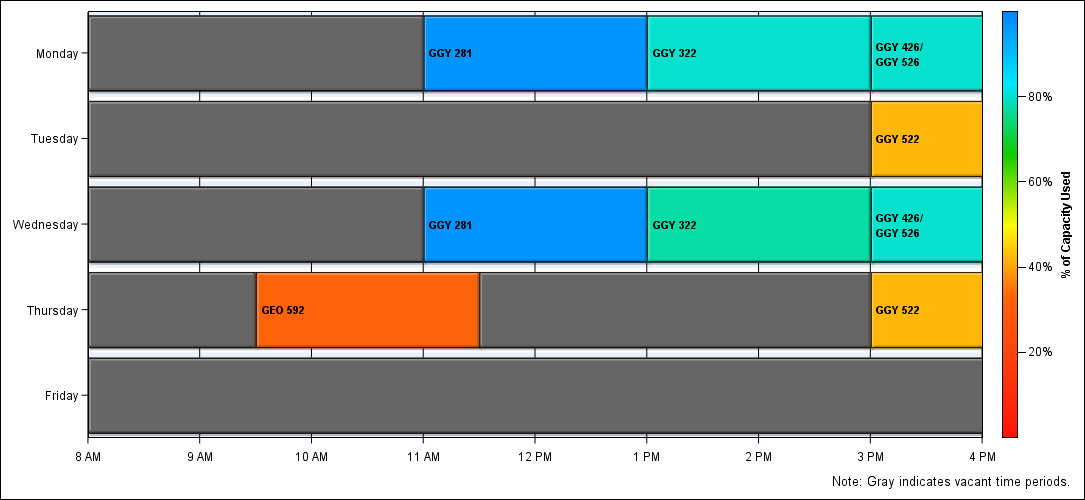 Monday
GGY 281
GGY 322
GGY 426/
GGY 526
Tuesday
GGY 522
Wednesday
GGY 281
GGY 322
GGY 426/
GGY 526
Thursday
GEO 592
GGY 522
Friday
8 AM 9 AM 10 AM 11 AM 12 PM 1 PM 2 PM 3 PM 4 PM
80%
60%
40%
20%
% of Capacity Used
Note: Gray indicates vacant time periods.